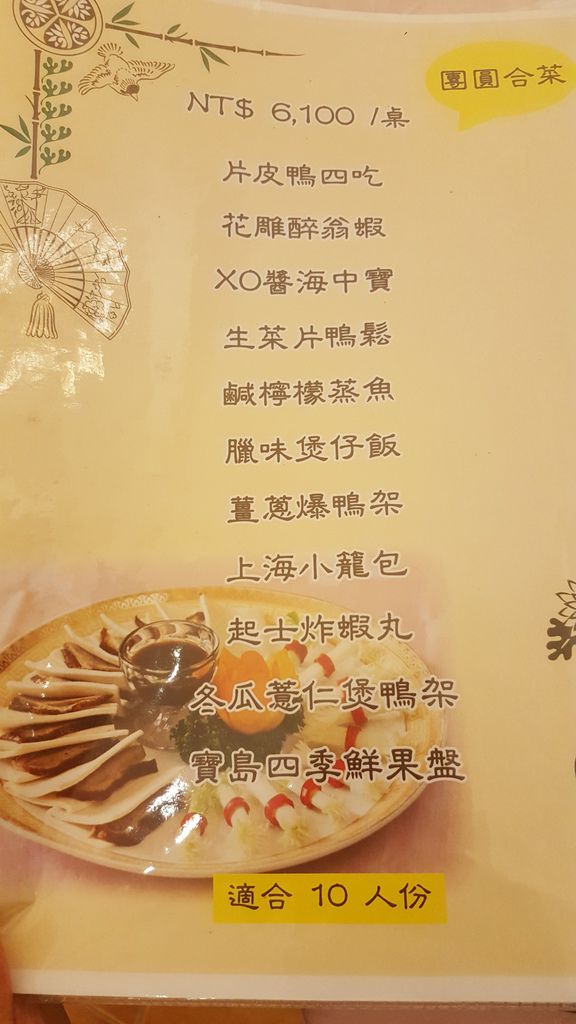 團圓合菜
NT$ 6,100 /桌
片皮鴨四吃
花雕醉翁蝦
XO醬海中寶
生菜片鴨鬆
鹹檸檬蒸魚
臘味煲仔飯
薑蔥爆鴨架
上海小籠包
起士炸蝦丸
冬瓜薏仁煲鴨架
寶島四季鮮果盤
適合 10 人份